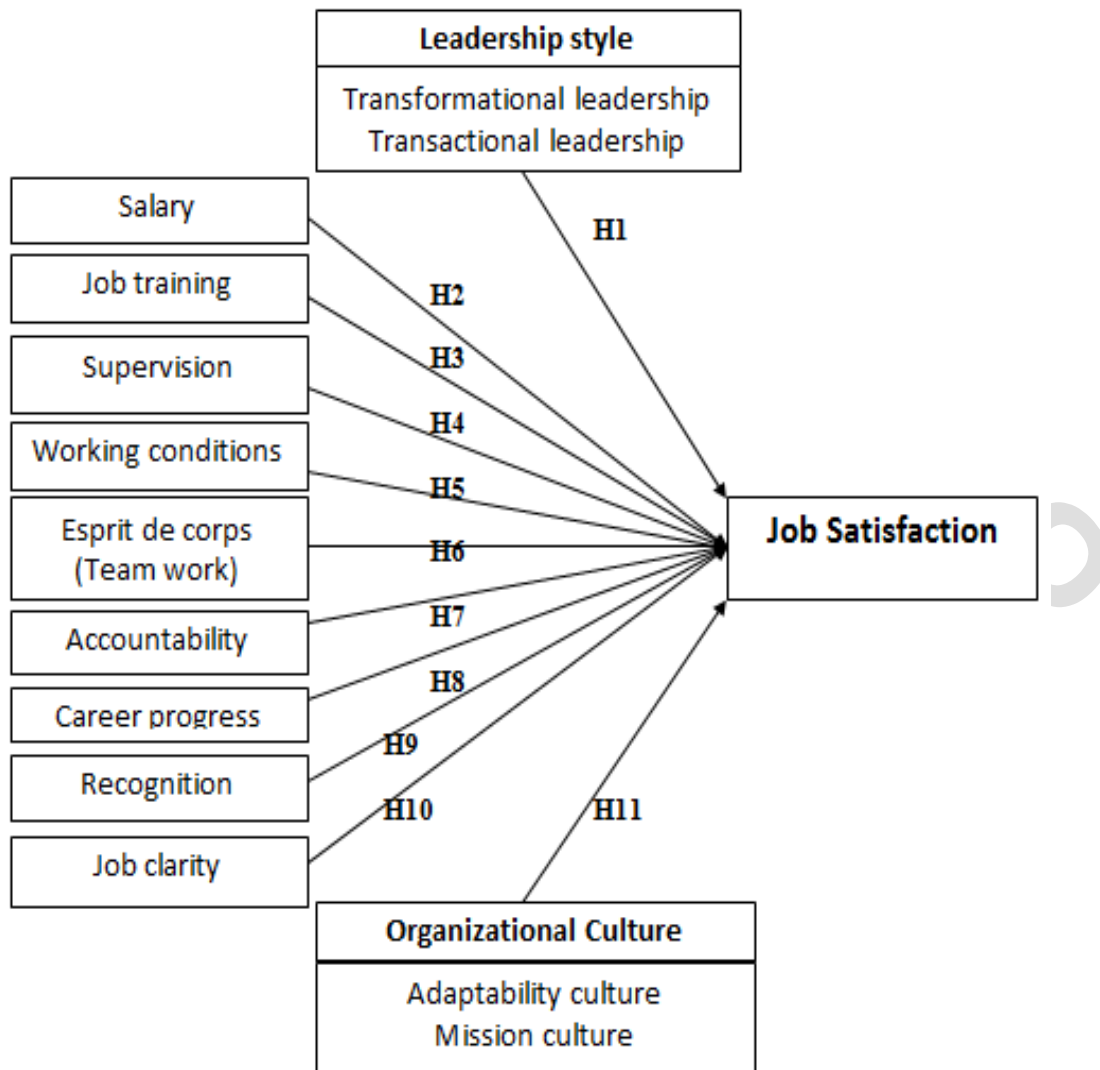 Leadership style
Transformational leadership
Transactional leadership
Salary
H1
Job training
H2
Supervision
H3
Working conditions
H4
H5
Esprit de corps
(Team work)
H6
Job Satisfaction
Accountability
H7
Career progress
H8
Recognition
H9
Job clarity
H10
H11
Organizational Culture
Adaptability culture
Mission culture